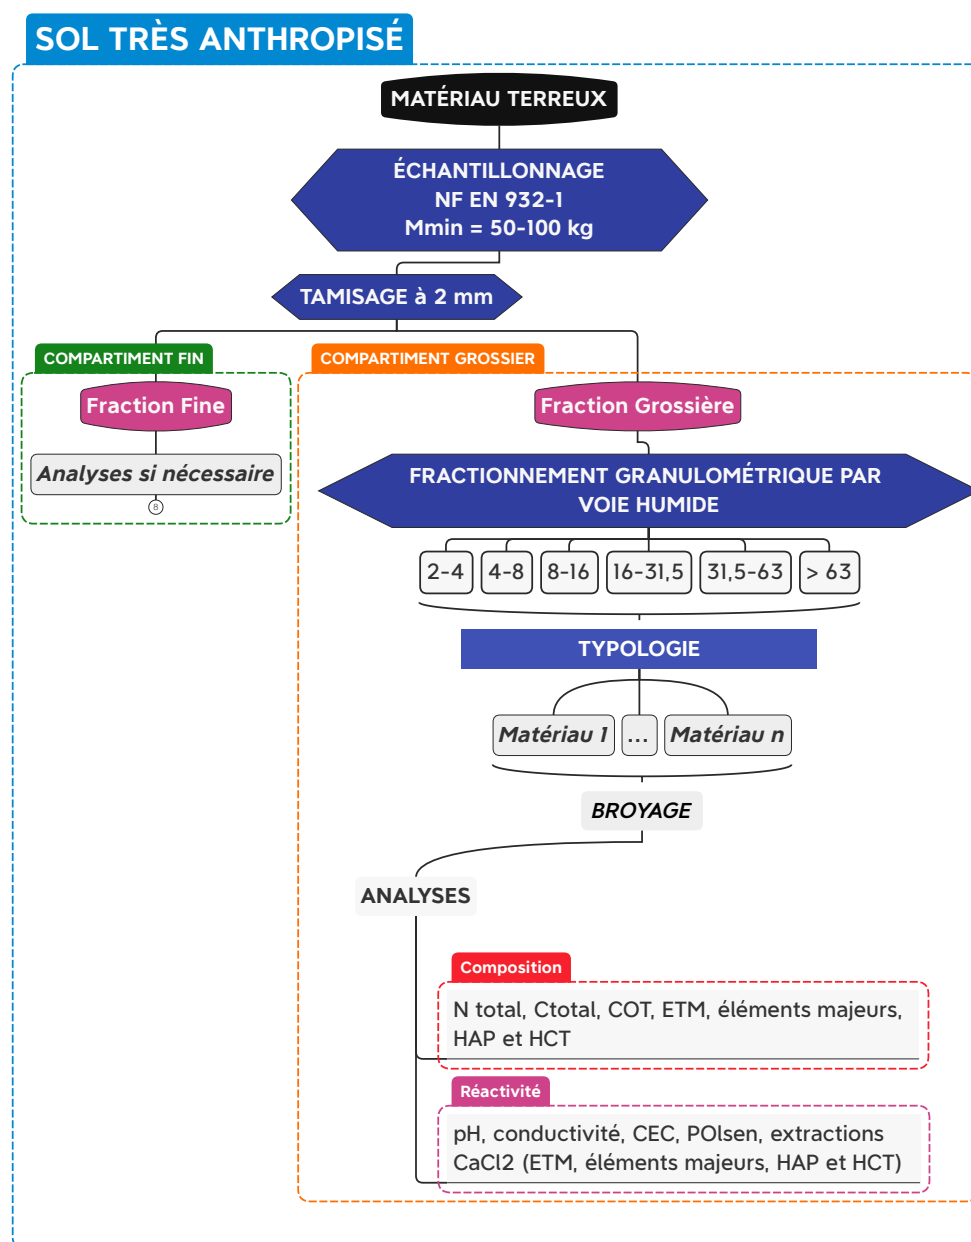 SOL TRÈS ANTHROPISÉ
MATÉRIAU TERREUX
ÉCHANTILLONNAGE
NF EN 932-1
Mmin = 50-100 kg
TAMISAGE à 2 mm
COMPARTIMENT FIN
COMPARTIMENT GROSSIER
Fraction Fine
Fraction Grossière
Analyses si nécessaire
8
FRACTIONNEMENT GRANULOMÉTRIQUE PAR
VOIE HUMIDE
2-4
4-8
8-16
16-31,5
31,5-63
> 63
TYPOLOGIE
Matériau 1
...
Matériau n
BROYAGE
ANALYSES
Composition
N total, Ctotal, COT, ETM, éléments majeurs,
HAP et HCT
Réactivité
pH, conductivité, CEC, POlsen, extractions
CaCl2 (ETM, éléments majeurs, HAP et HCT)